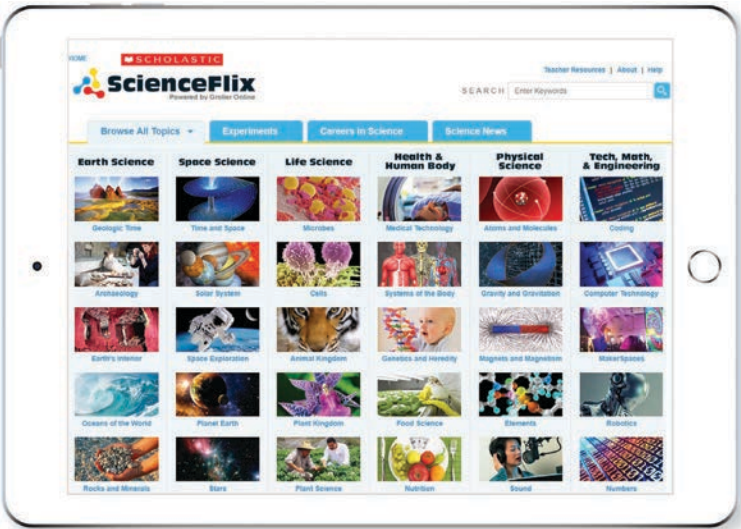 HOME
SCHOLASTIC
ScienceFlix
Powered by Grolier Online
Teacher Resources | About | Help
SEARCH Enter Keywords
Browse All Topics Experiments Careers in Science Science News
Earth Science Space Science Life Science Health & Human Body Physical Science Tech, Math, & Engineering
Geologic Time Time and Space Microbes Medical Technology Atoms and Molecules Coding
Archaeology Solar System Cells Systems of the Body Gravity and Gravitation Computer Technology
Earth's Interior Space Exploration Animal Kingdom Genetics and Heredity Magnets and Magnetism MakerSpaces
Oceans of the World Planet Earth Plant Kingdom Food Science Elements Robotics
Rocks and Minerals Stars Plant Science Nutrition Sound Numbers